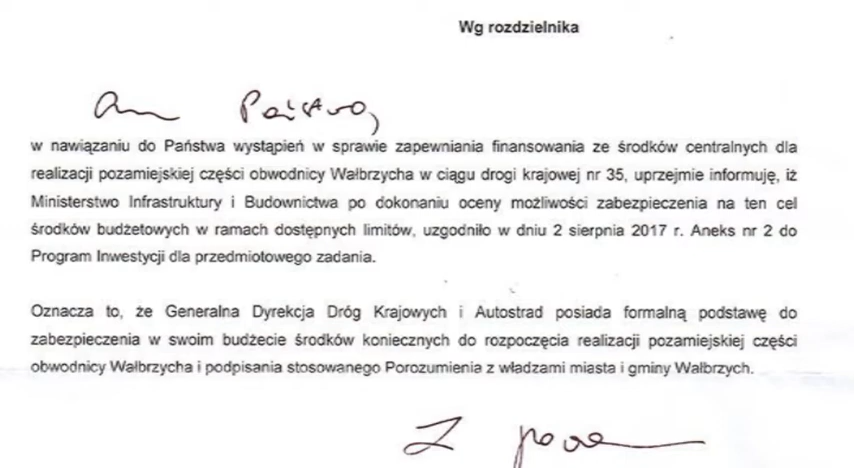 Wg rozdzielnika
Państwo,
w nawiązaniu do Państwa wystąpień w sprawie zapewniania finansowania ze środków centralnych dla
realizacji pozamiejskiej części obwodnicy Wałbrzycha w ciągu drogi krajowej nr 35, uprzejmie informuję, iż
Ministerstwo Infrastruktury i Budownictwa po dokonaniu oceny możliwości zabezpieczenia na ten cel
środków budżetowych w ramach dostępnych limitów, uzgodniło w dniu 2 sierpnia 2017 r. Aneks nr 2 do
Program Inwestycji dla przedmiotowego zadania.
Oznacza to, że Generalna Dyrekcja Dróg Krajowych i Autostrad posiada formalną podstawę do
zabezpieczenia w swoim budżecie środków koniecznych do rozpoczęcia realizacji pozamiejskiej części
obwodnicy Wałbrzycha i podpisania stosowanego Porozumienia z władzami miasta i gminy Wałbrzych.
Z